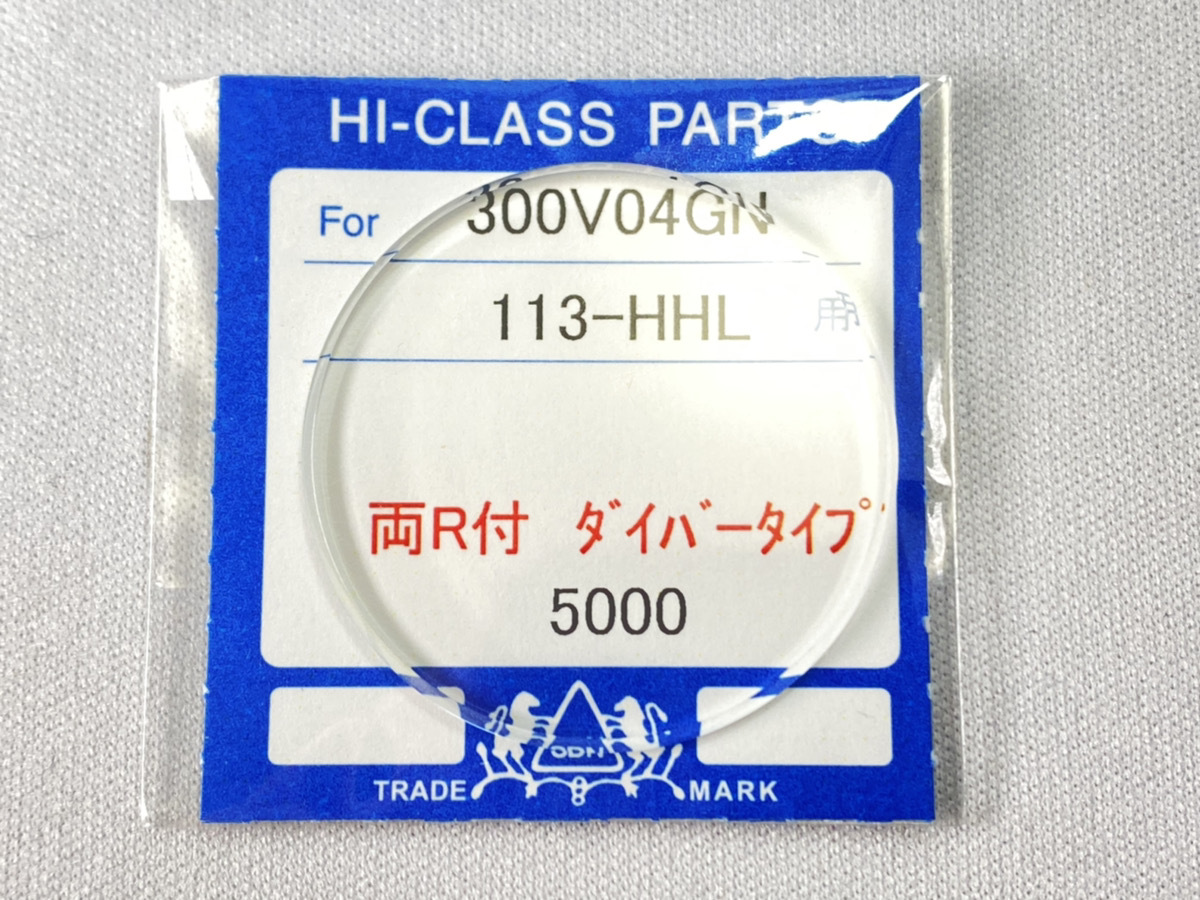 HI-CLASS PARTS
For 300V04GN
113-HHL 用
両R付 ﾀﾞｲﾊﾞｰﾀｲﾌﾟ
5000
TRADE MARK